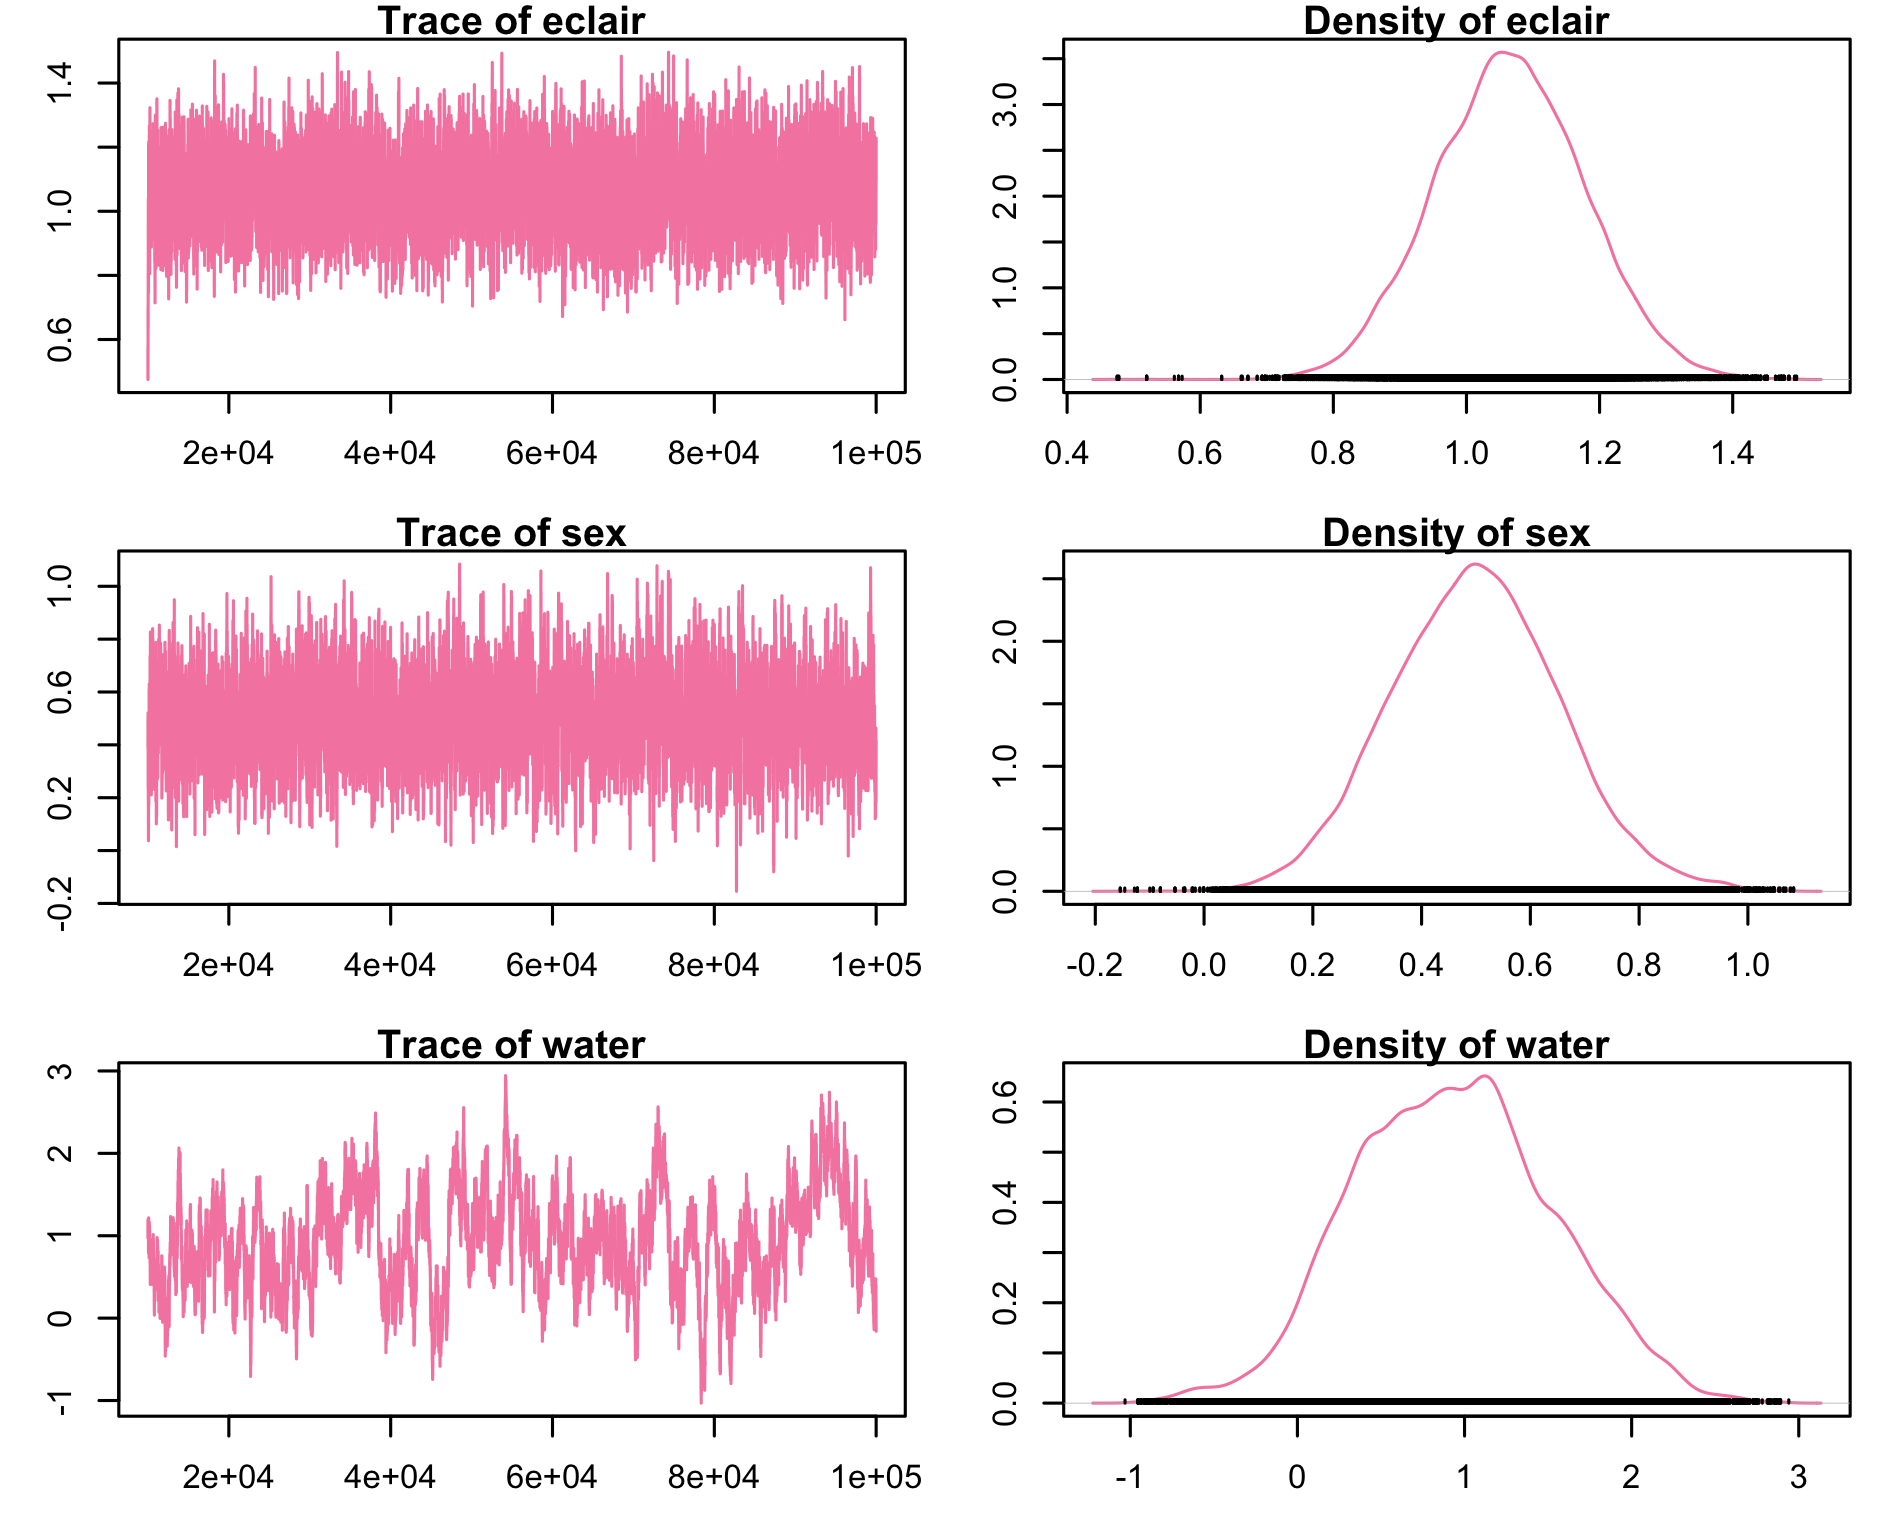 Trace of eclair
1.4
1.0
0.6
2e+04 4e+04 6e+04 8e+04 1e+05
Density of eclair
3.0
2.0
1.0
0.0
0.4 0.6 0.8 1.0 1.2 1.4
Trace of sex
1.0
0.6
0.2
-0.2
2e+04 4e+04 6e+04 8e+04 1e+05
Density of sex
2.0
1.0
0.0
-0.2 0.0 0.2 0.4 0.6 0.8 1.0
Trace of water
3
2
1
0
-1
2e+04 4e+04 6e+04 8e+04 1e+05
Density of water
0.6
0.4
0.2
0.0
-1 0 1 2 3